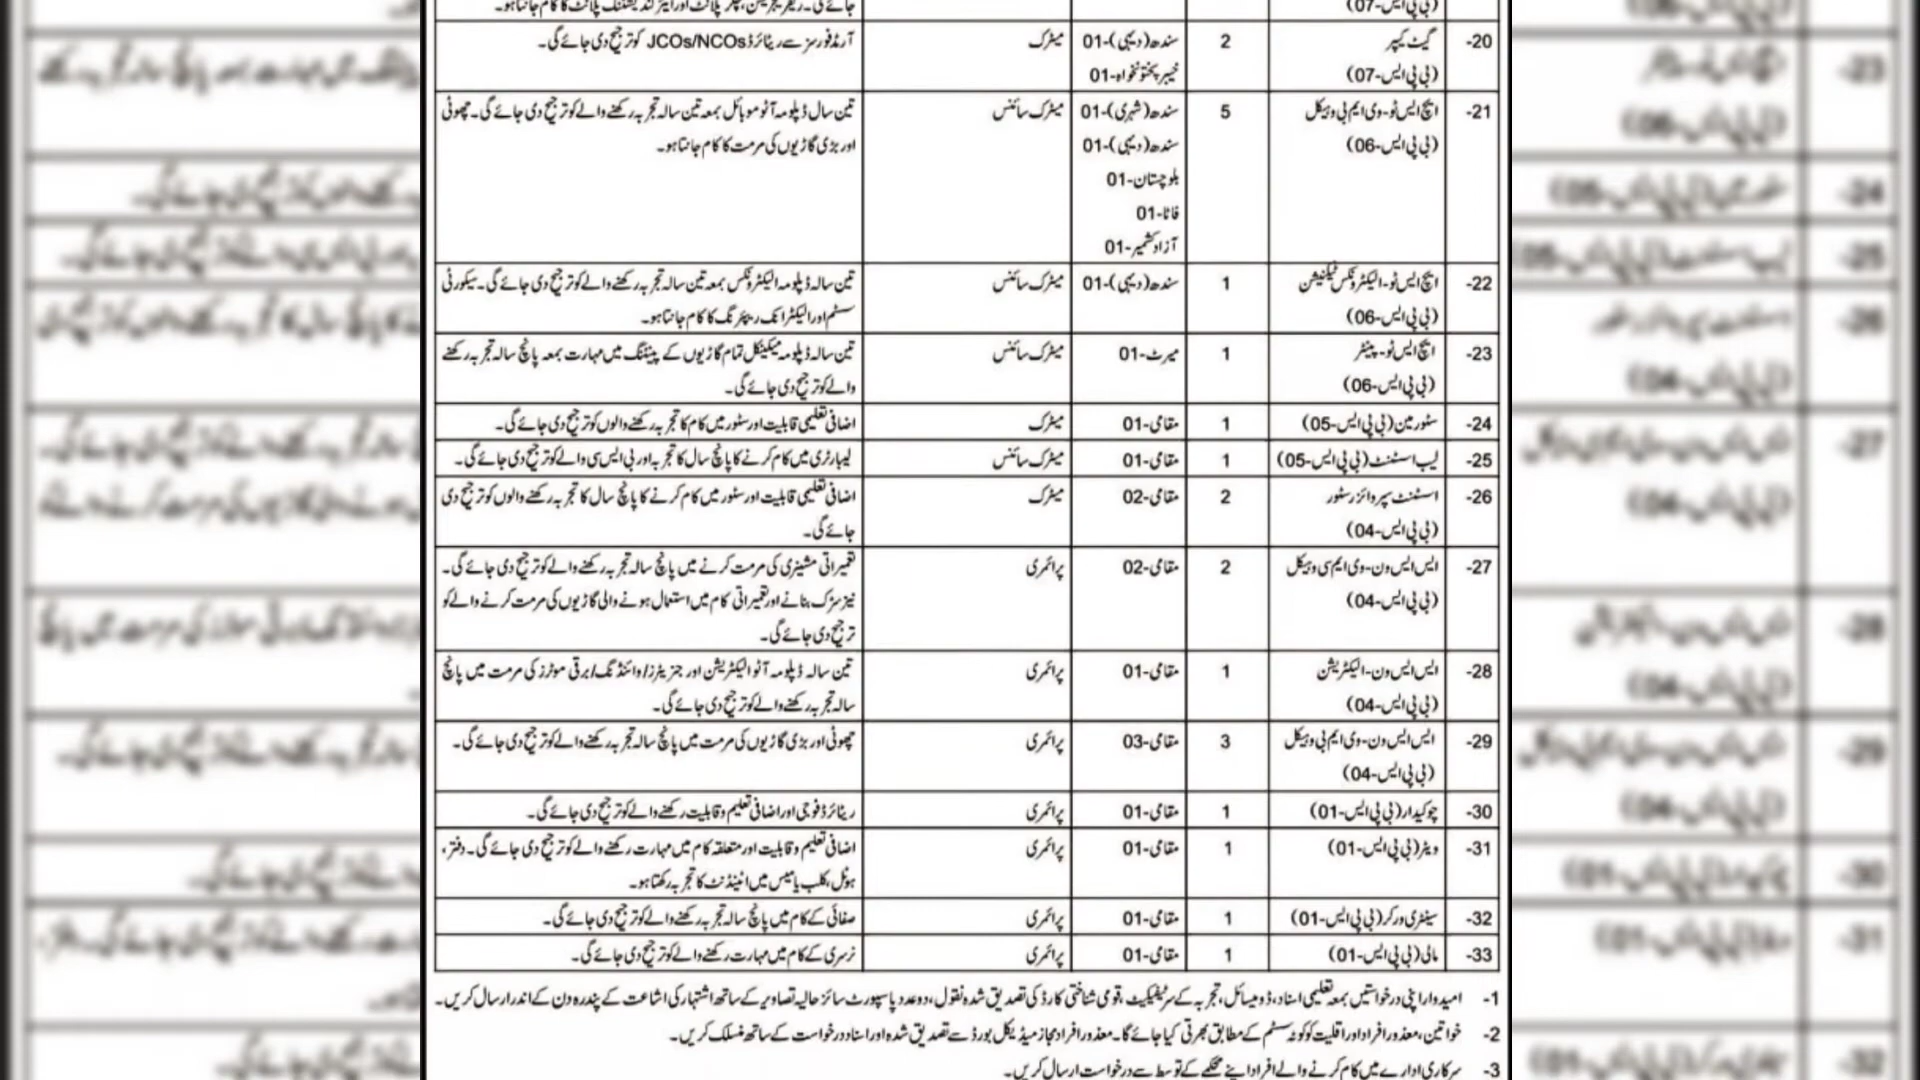 (بی پی ایس-07) جائے گی۔ ریفریجریشن، چلر پلانٹ اور ایئرکنڈیشننگ پلانٹ کا کام جانتا ہو۔
20- گیٹ کیپر 2 سندھ (دیہی)-01 میٹرک آرمڈ فورسز سے ریٹائرڈ JCOs/NCOs کو ترجیح دی جائے گی۔
(بی پی ایس-07) خیبر پختونخواہ-01
21- ایچ ایس ٹو-وی ایم بی وہیکل 5 سندھ (شہری)-01 میٹرک سائنس تین سال ڈپلومہ آٹو موبائل بمعہ تین سالہ تجربہ رکھنے والے کو ترجیح دی جائے گی۔ چھوٹی
(بی پی ایس-06) سندھ (دیہی)-01 اور بڑی گاڑیوں کی مرمت کا کام جانتا ہو۔
بلوچستان-01
فاٹا-01
آزاد کشمیر-01
22- ایچ ایس ٹو-الیکٹرونکس ٹیکنیشن 1 سندھ (دیہی)-01 میٹرک سائنس تین سالہ ڈپلومہ الیکٹرونکس بمعہ تین سالہ تجربہ رکھنے والے کو ترجیح دی جائے گی۔ سیکورٹی
(بی پی ایس-06) سسٹم اور الیکٹرانک ریپئرنگ کا کام جانتا ہو۔
23- ایچ ایس ٹو-پینٹر 1 میرٹ-01 میٹرک سائنس تین سالہ ڈپلومہ میکینکل تمام گاڑیوں کے پینٹنگ میں مہارت بمعہ پانچ سالہ تجربہ رکھنے
(بی پی ایس-06) والے کو ترجیح دی جائے گی۔
24- سٹورمین (بی پی ایس-05) 1 مقامی-01 میٹرک اضافی تعلیمی قابلیت اور سٹور میں کام کا تجربہ رکھنے والوں کو ترجیح دی جائے گی۔
25- لیب اسسٹنٹ (بی پی ایس-05) 1 مقامی-01 میٹرک سائنس لیبارٹری میں کام کرنے کا پانچ سال کا تجربہ اور بی ایس سی والے کو ترجیح دی جائے گی۔
26- اسسٹنٹ سپروائزر سٹور 2 مقامی-02 میٹرک اضافی تعلیمی قابلیت اور سٹور میں کام کرنے کا پانچ سال کا تجربہ رکھنے والوں کو ترجیح دی
(بی پی ایس-04) جائے گی۔
27- ایس ایس ون-وی ایم سی وہیکل 2 مقامی-02 پرائمری تعمیراتی مشینری کی مرمت کرنے میں پانچ سالہ تجربہ رکھنے والے کو ترجیح دی جائے گی۔
(بی پی ایس-04) نیز سڑک بنانے اور تعمیراتی کام میں استعمال ہونے والی گاڑیوں کی مرمت کرنے والے کو
ترجیح دی جائے گی۔
28- ایس ایس ون-الیکٹریشن 1 مقامی-01 پرائمری تین سالہ ڈپلومہ آٹو الیکٹریشن اور جنریٹرز/وائنڈنگ/برقی موٹرز کی مرمت میں پانچ
(بی پی ایس-04) سالہ تجربہ رکھنے والے کو ترجیح دی جائے گی۔
29- ایس ایس ون-وی ایم بی وہیکل 3 مقامی-03 پرائمری چھوٹی اور بڑی گاڑیوں کی مرمت میں پانچ سالہ تجربہ رکھنے والے کو ترجیح دی جائے گی۔
(بی پی ایس-04)
30- چوکیدار (بی پی ایس-01) 1 مقامی-01 پرائمری ریٹائرڈ فوجی اور اضافی تعلیم و قابلیت رکھنے والے کو ترجیح دی جائے گی۔
31- ویٹر (بی پی ایس-01) 1 مقامی-01 پرائمری اضافی تعلیم و قابلیت اور متعلقہ کام میں مہارت رکھنے والے کو ترجیح دی جائے گی۔ دفتر،
ہوٹل، کلب یا میس میں اٹینڈنٹ کا تجربہ رکھتا ہو۔
32- سینٹری ورکر (بی پی ایس-01) 1 مقامی-01 پرائمری صفائی کے کام میں پانچ سالہ تجربہ رکھنے والے کو ترجیح دی جائے گی۔
33- مالی (بی پی ایس-01) 1 مقامی-01 پرائمری نرسری کے کام میں مہارت رکھنے والے کو ترجیح دی جائے گی۔
1- امیدوار اپنی درخواستیں بمعہ تعلیمی اسناد، ڈومیسائل، تجربہ کے سرٹیفکیٹ، قومی شناختی کارڈ کی تصدیق شدہ نقول، دو عدد پاسپورٹ سائز حالیہ تصاویر کے ساتھ اشتہار کی اشاعت کے پندرہ دن کے اندر ارسال کریں۔
2- خواتین، معذور افراد اور اقلیت کو کوٹہ سسٹم کے مطابق بھرتی کیا جائے گا۔ معذور افراد مجاز میڈیکل بورڈ سے تصدیق شدہ اور اسناد درخواست کے ساتھ منسلک کریں۔
3- سرکاری ادارے میں کام کرنے والے افراد اپنے محکمے کے توسط سے درخواست ارسال کریں۔